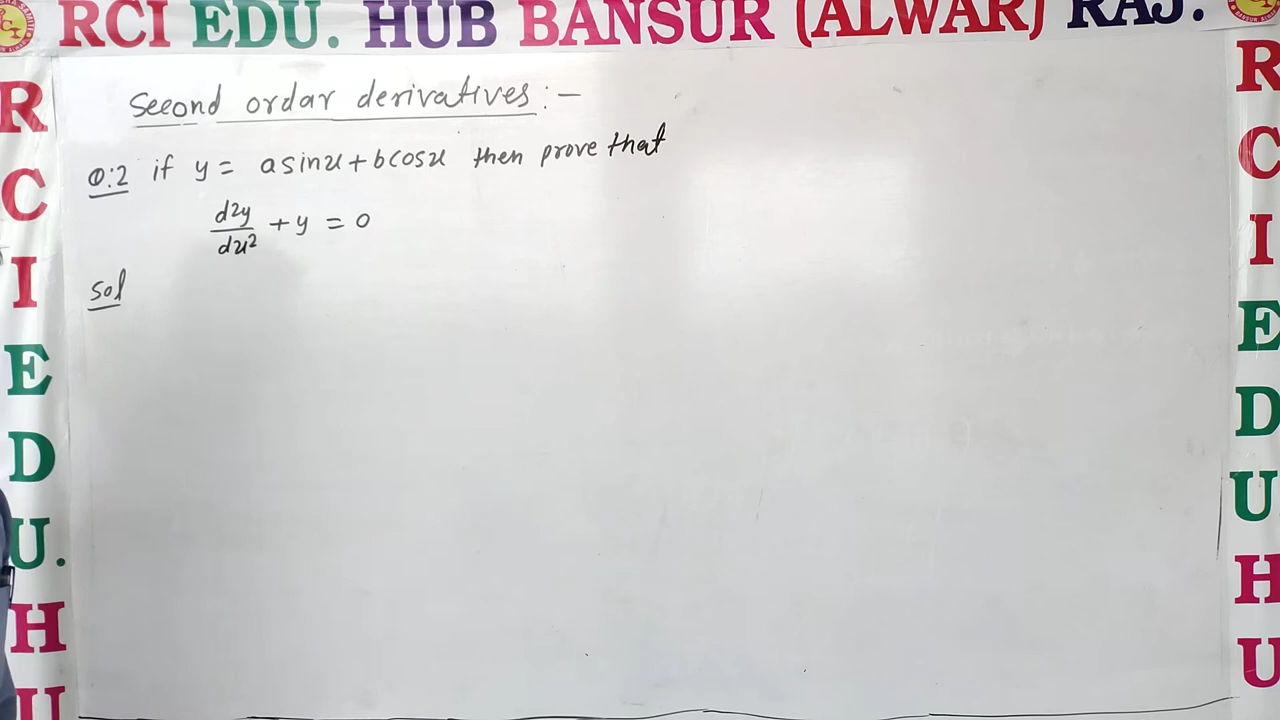 RCI EDU. HUB BANSUR (ALWAR) RAJ.
Second ordar derivatives :-
Q:2 if y = asinx + bcosx then prove that
d2y/dx² + y = 0
Sol
R
C
I
E
D
U.
H
U
R
C
I
E
D
U
H
U